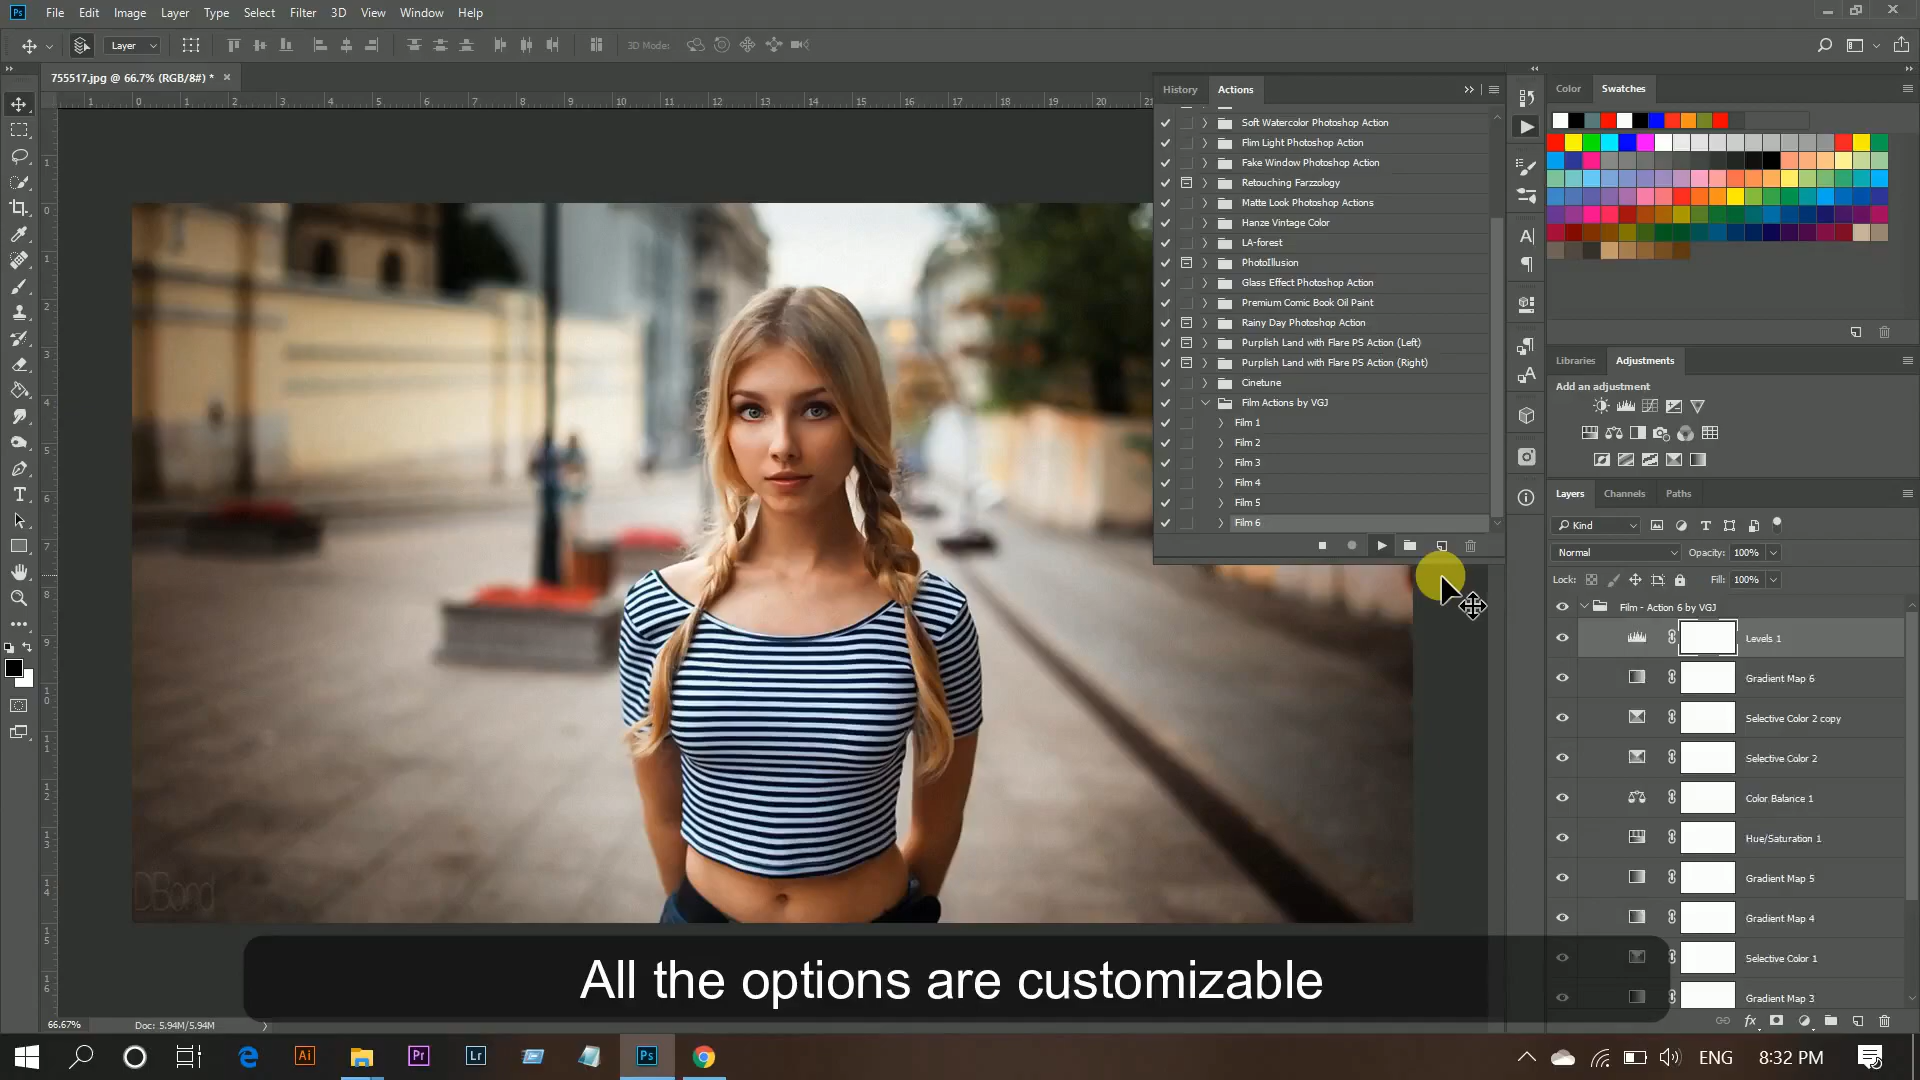 Ps File Edit Image Layer Type Select Filter 3D View Window Help
Layer 3D Mode:
755517.jpg @ 66.7% (RGB/8#) * ×
History Actions
Soft Watercolor Photoshop Action
Flim Light Photoshop Action
Fake Window Photoshop Action
Retouching Farzzology
Matte Look Photoshop Actions
Hanze Vintage Color
LA-forest
PhotoIllusion
Glass Effect Photoshop Action
Premium Comic Book Oil Paint
Rainy Day Photoshop Action
Purplish Land with Flare PS Action (Left)
Purplish Land with Flare PS Action (Right)
Cinetune
Film Actions by VGJ
Film 1
Film 2
Film 3
Film 4
Film 5
Film 6
Color Swatches
Libraries Adjustments
Add an adjustment
Layers Channels Paths
Kind
Normal Opacity: 100%
Lock: Fill: 100%
Film - Action 6 by VGJ
Levels 1
Gradient Map 6
Selective Color 2 copy
Selective Color 2
Color Balance 1
Hue/Saturation 1
Gradient Map 5
Gradient Map 4
Selective Color 1
Gradient Map 3
DBond
All the options are customizable
66.67% Doc: 5.94M/5.94M
Ai Pr Lr Ps ENG 8:32 PM